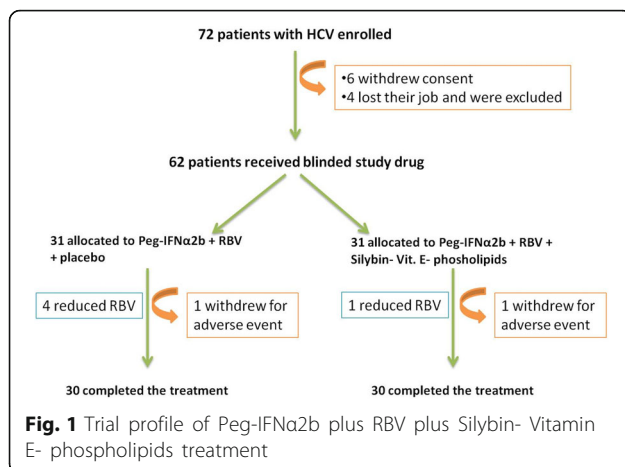 72 patients with HCV enrolled
•6 withdrew consent
•4 lost their job and were excluded
62 patients received blinded study drug
31 allocated to Peg-IFNα2b + RBV
+ placebo
31 allocated to Peg-IFNα2b + RBV +
Silybin- Vit. E- phosholipids
4 reduced RBV
1 withdrew for
adverse event
1 reduced RBV
1 withdrew for
adverse event
30 completed the treatment
30 completed the treatment
Fig. 1 Trial profile of Peg-IFNα2b plus RBV plus Silybin- Vitamin
E- phospholipids treatment